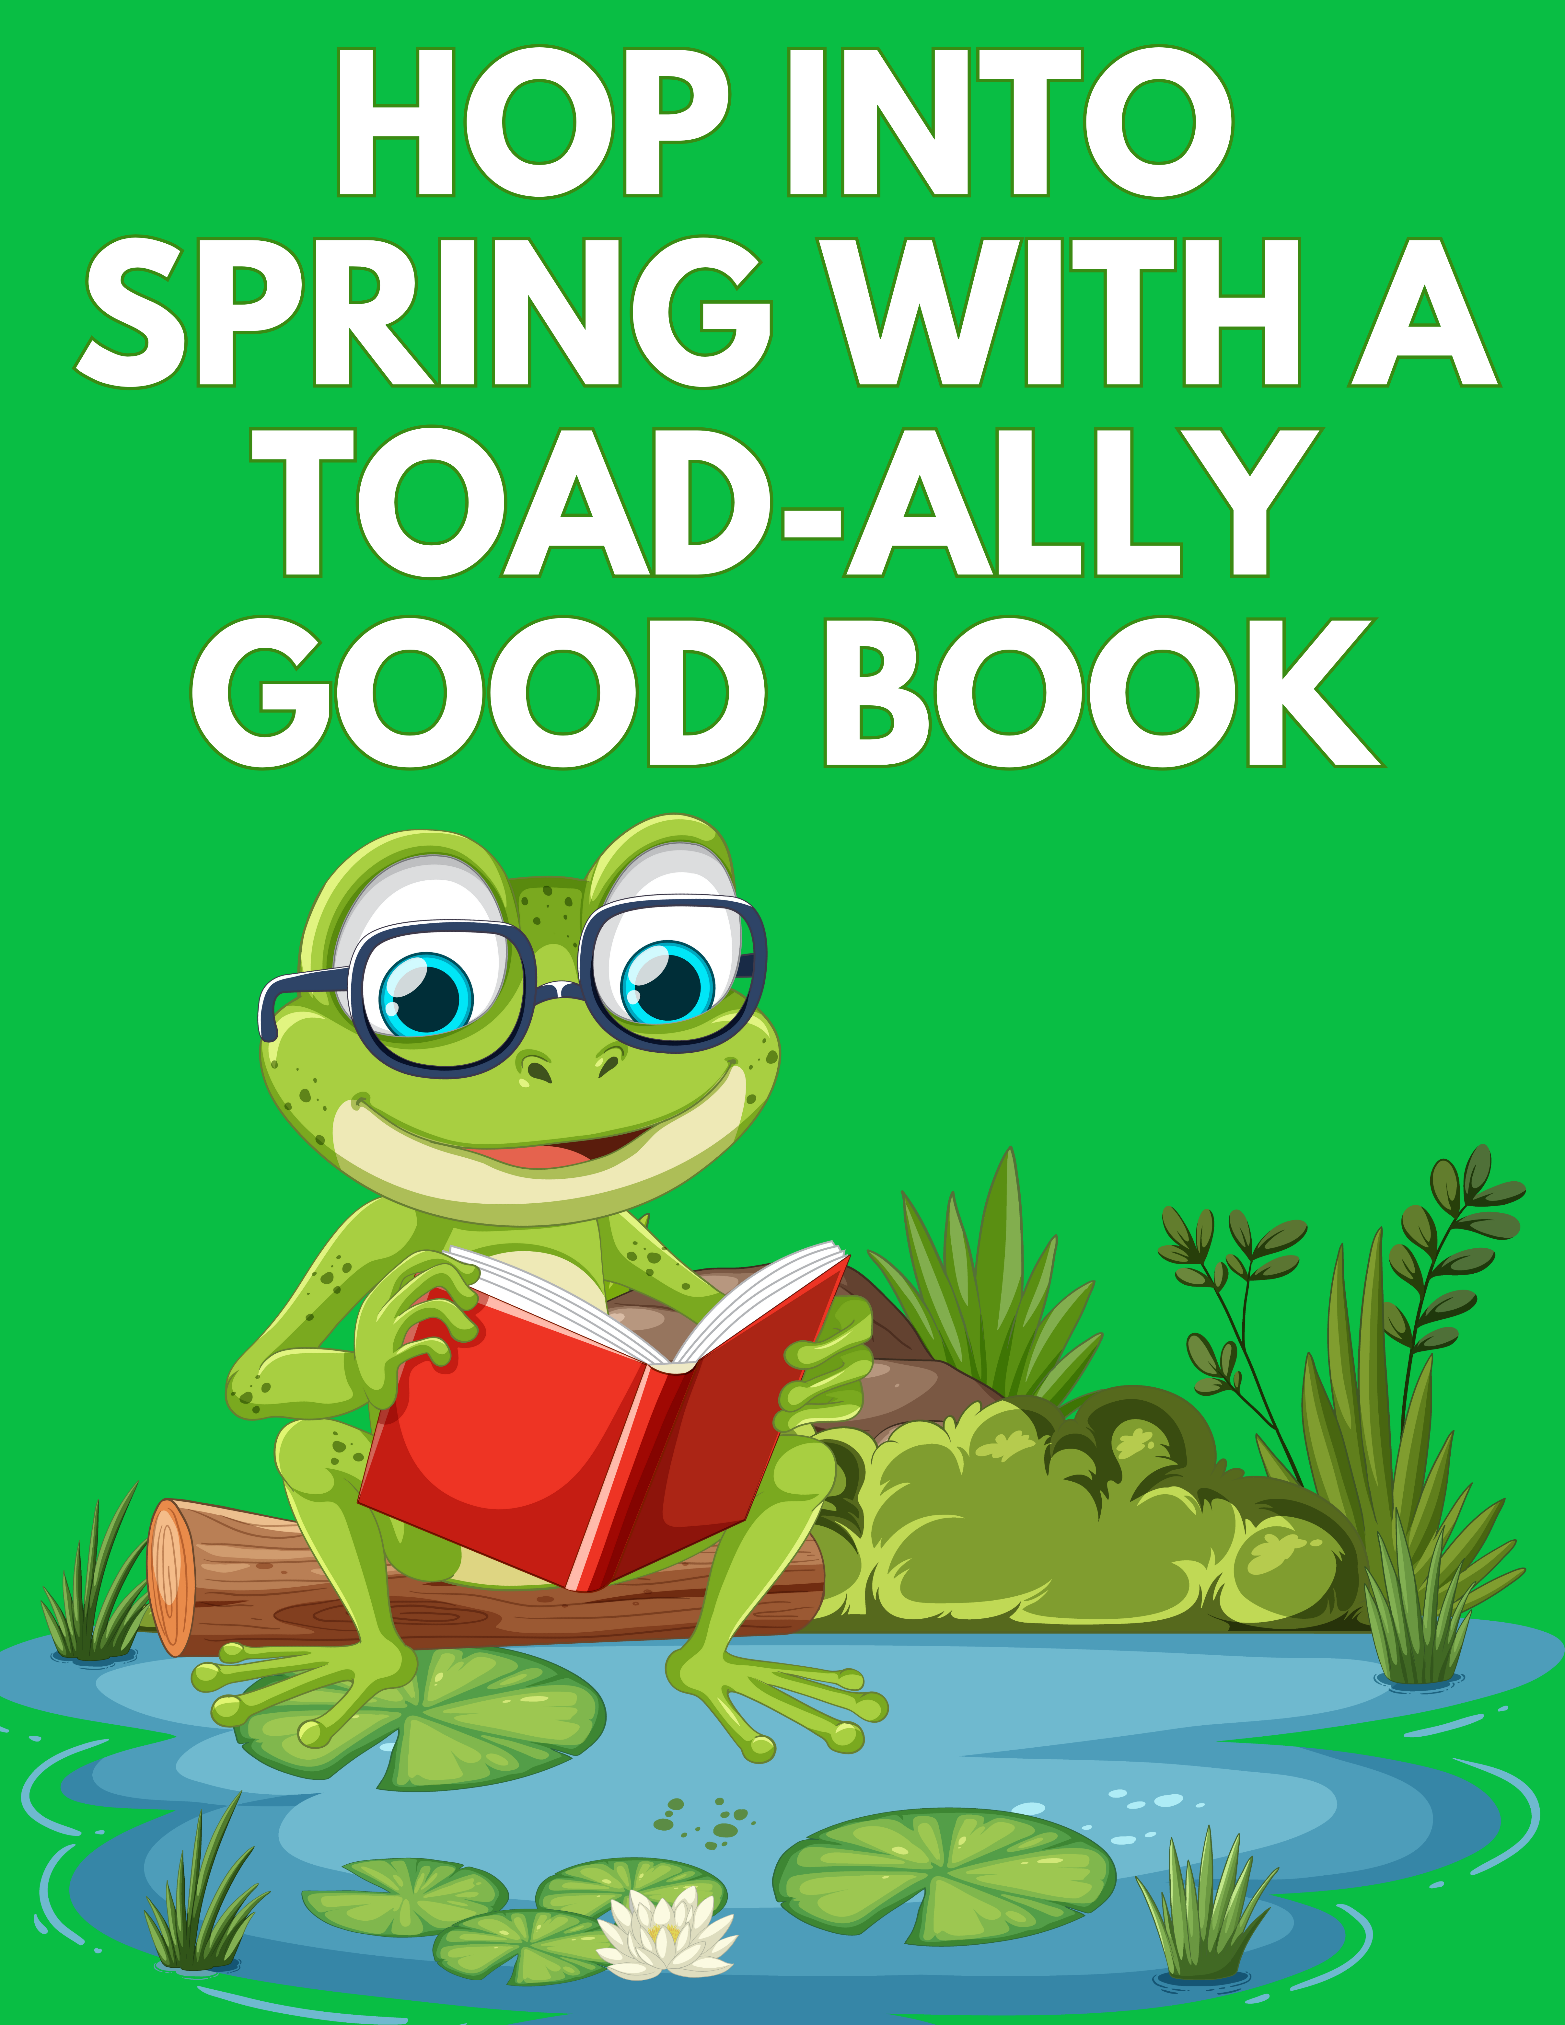 HOP INTO
SPRING WITH A
TOAD-ALLY
GOOD BOOK